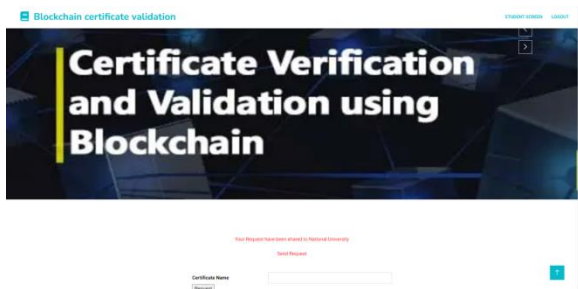 Blockchain certificate validation
STUDENT SCREEN LOGOUT
Certificate Verification
and Validation using
Blockchain
Your Request have been shared to National University
Send Request
Certificate Name
Request